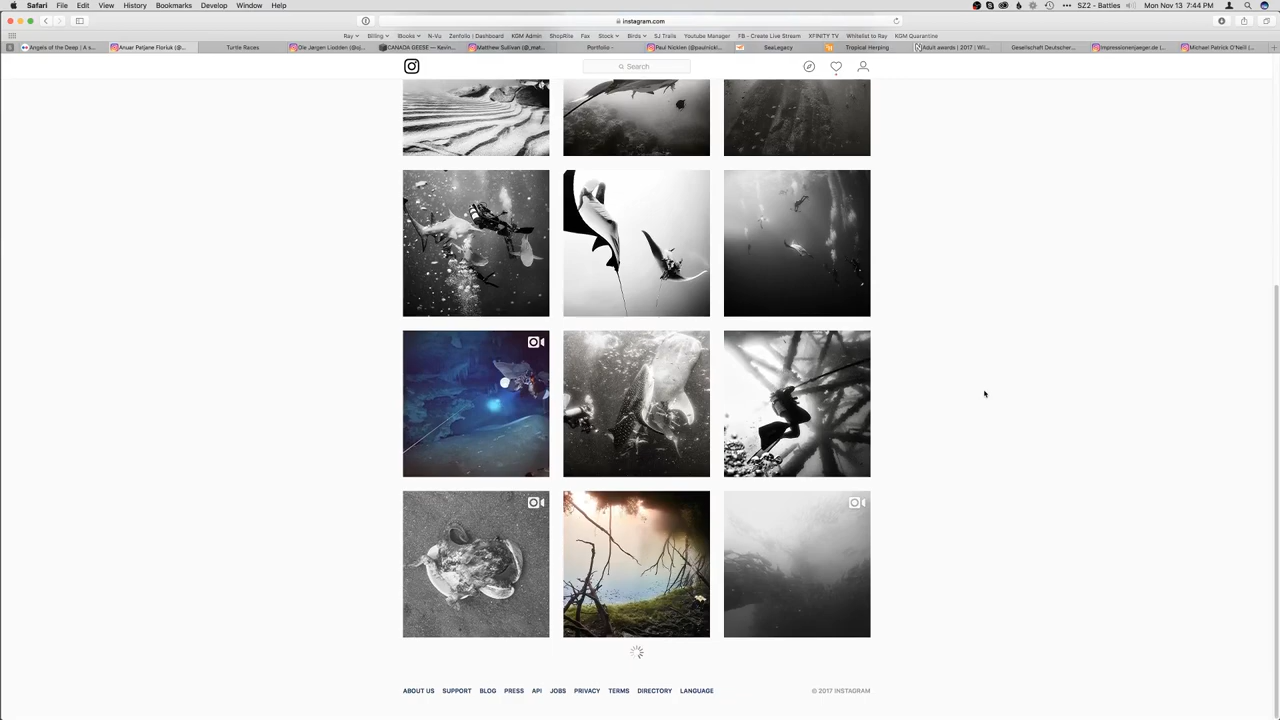 Safari File Edit View History Bookmarks Develop Window Help SZ2 - Battles Mon Nov 13 7:44 PM
instagram.com
Ray Billing iBooks N-Vu Zenfolio | Dashboard KGM Admin ShopRite Fax Stock Birds SJ Trails Youtube Manager FB - Create Live Stream XFINITY TV Whitelist to Ray KGM Quarantine
Angels of the Deep | A s... Anuar Patjane Floriuk (@... Turtle Races Ole Jørgen Liodden (@oj... CANADA GEESE — Kevin... Matthew Sullivan (@_mat... Portfolio - Paul Nicklen (@paulnickl... SeaLegacy Tropical Herping Adult awards | 2017 | Wil... Gesellschaft Deutscher... Impressionenjaeger.de (... Michael Patrick O'Neill (...
Search
ABOUT US SUPPORT BLOG PRESS API JOBS PRIVACY TERMS DIRECTORY LANGUAGE © 2017 INSTAGRAM